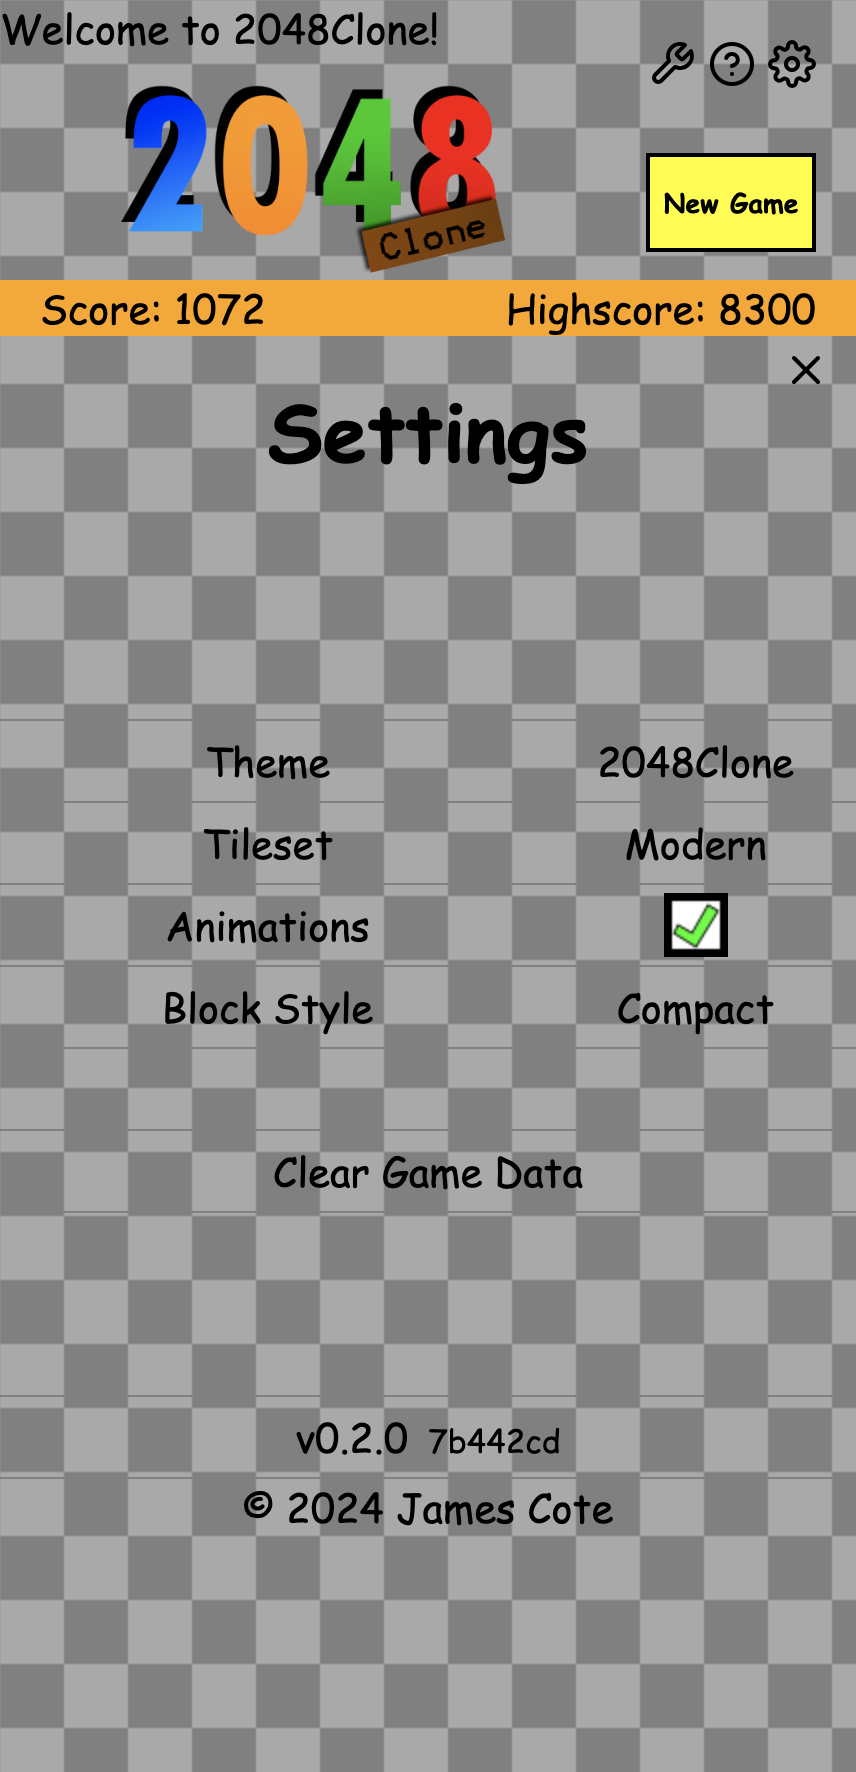 Welcome to 2048Clone!
2048
Clone
New Game
Score: 1072 Highscore: 8300
Settings
Theme 2048Clone
Tileset Modern
Animations
Block Style Compact
Clear Game Data
v0.2.0 7b442cd
© 2024 James Cote